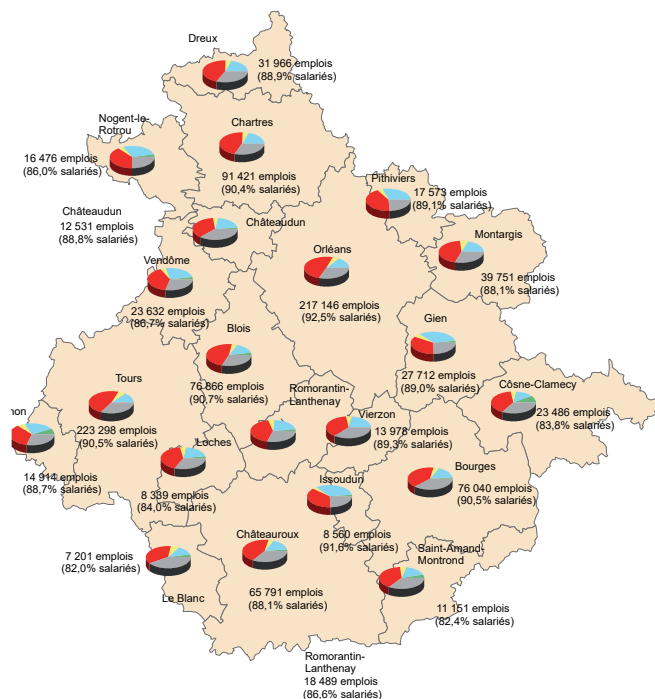 Dreux
31 966 emplois
(88,9% salariés)
Nogent-le-
Rotrou
16 476 emplois
(86,0% salariés)
Chartres
91 421 emplois
(90,4% salariés)
Pithiviers
17 573 emplois
(89,1% salariés)
Châteaudun
12 531 emplois
(88,8% salariés)
Châteaudun
Montargis
39 751 emplois
(88,1% salariés)
Orléans
217 146 emplois
(92,5% salariés)
Vendôme
23 632 emplois
(86,7% salariés)
Blois
76 866 emplois
(90,7% salariés)
Gien
27 712 emplois
(89,0% salariés)
Côsne-Clamecy
23 486 emplois
(83,8% salariés)
Tours
223 298 emplois
(90,5% salariés)
Romorantin-
Lanthenay
Vierzon
13 978 emplois
(89,3% salariés)
non
14 914 emplois
(88,7% salariés)
Loches
8 339 emplois
(84,0% salariés)
Issoudun
8 560 emplois
(91,6% salariés)
Bourges
76 040 emplois
(90,5% salariés)
7 201 emplois
(82,0% salariés)
Le Blanc
Châteauroux
65 791 emplois
(88,1% salariés)
Saint-Amand-
Montrond
11 151 emplois
(82,4% salariés)
Romorantin-
Lanthenay
18 489 emplois
(86,6% salariés)